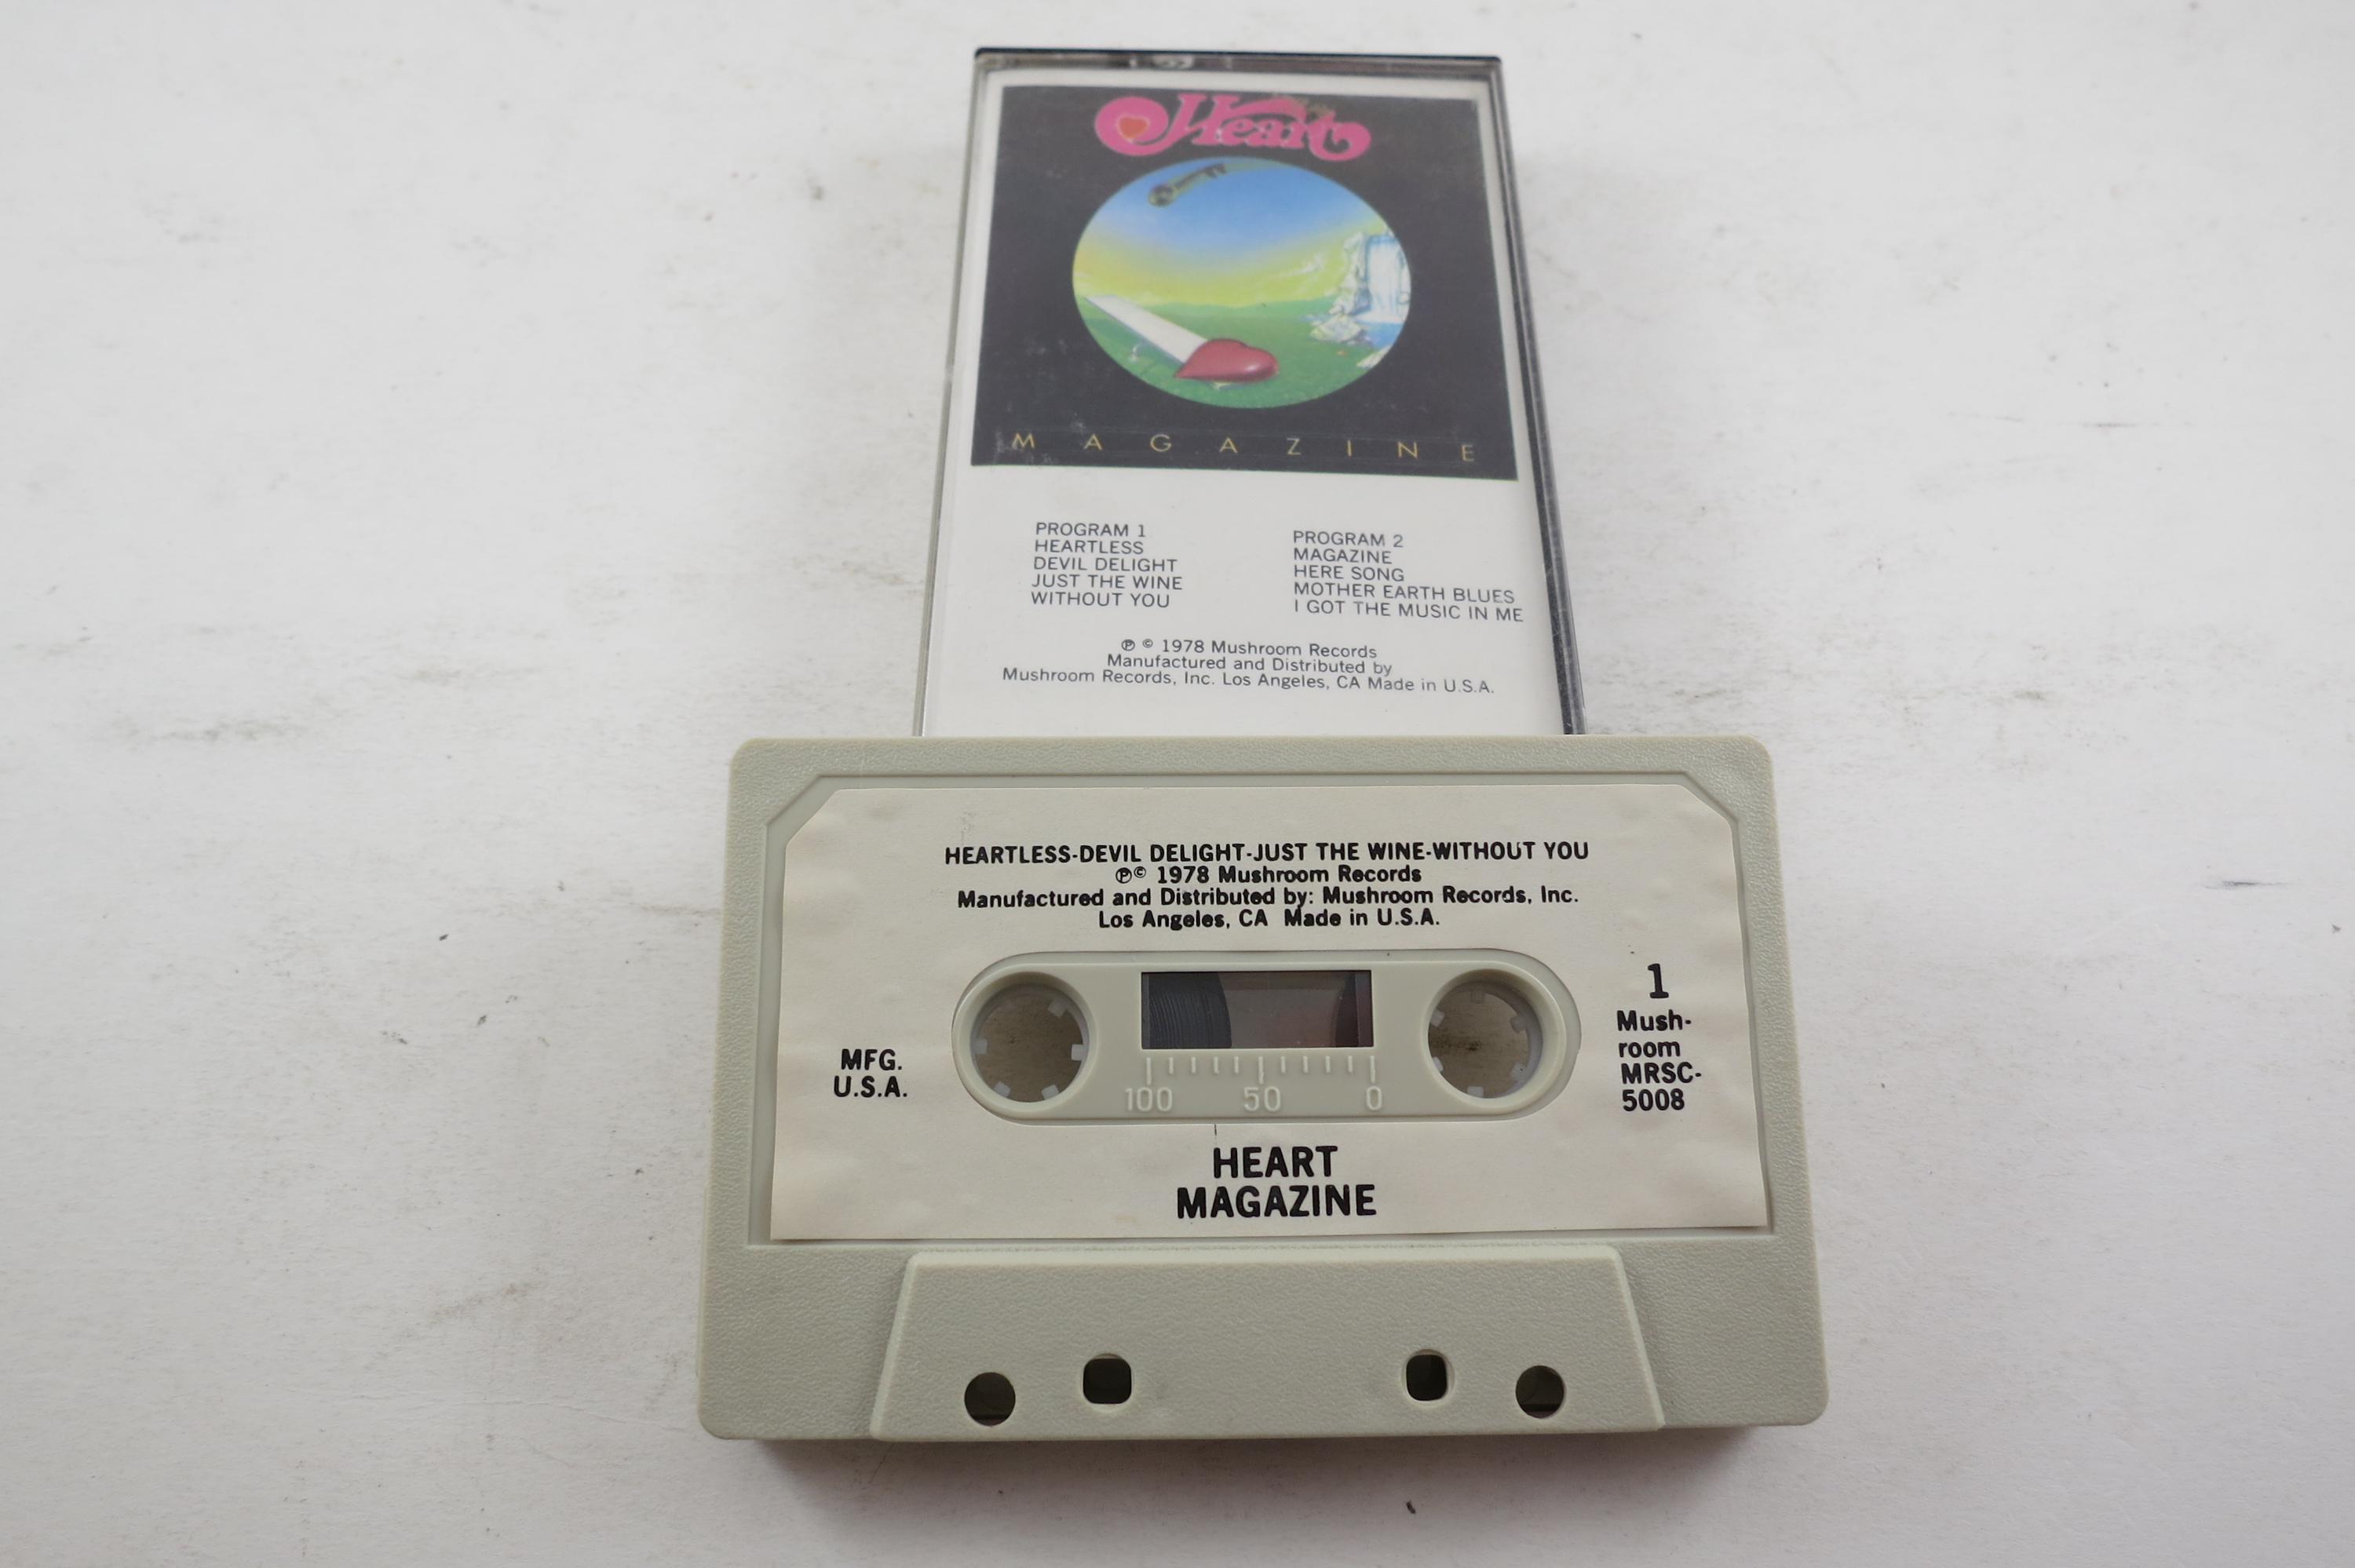 Heart
MAGAZINE
PROGRAM 1
HEARTLESS
DEVIL DELIGHT
JUST THE WINE
WITHOUT YOU
PROGRAM 2
MAGAZINE
HERE SONG
MOTHER EARTH BLUES
I GOT THE MUSIC IN ME
℗ © 1978 Mushroom Records
Manufactured and Distributed by
Mushroom Records, Inc. Los Angeles, CA Made in U.S.A.
HEARTLESS-DEVIL DELIGHT-JUST THE WINE-WITHOUT YOU
℗© 1978 Mushroom Records
Manufactured and Distributed by: Mushroom Records, Inc.
Los Angeles, CA Made in U.S.A.
MFG.
U.S.A.
100 50 0
1
Mush-
room
MRSC-
5008
HEART
MAGAZINE